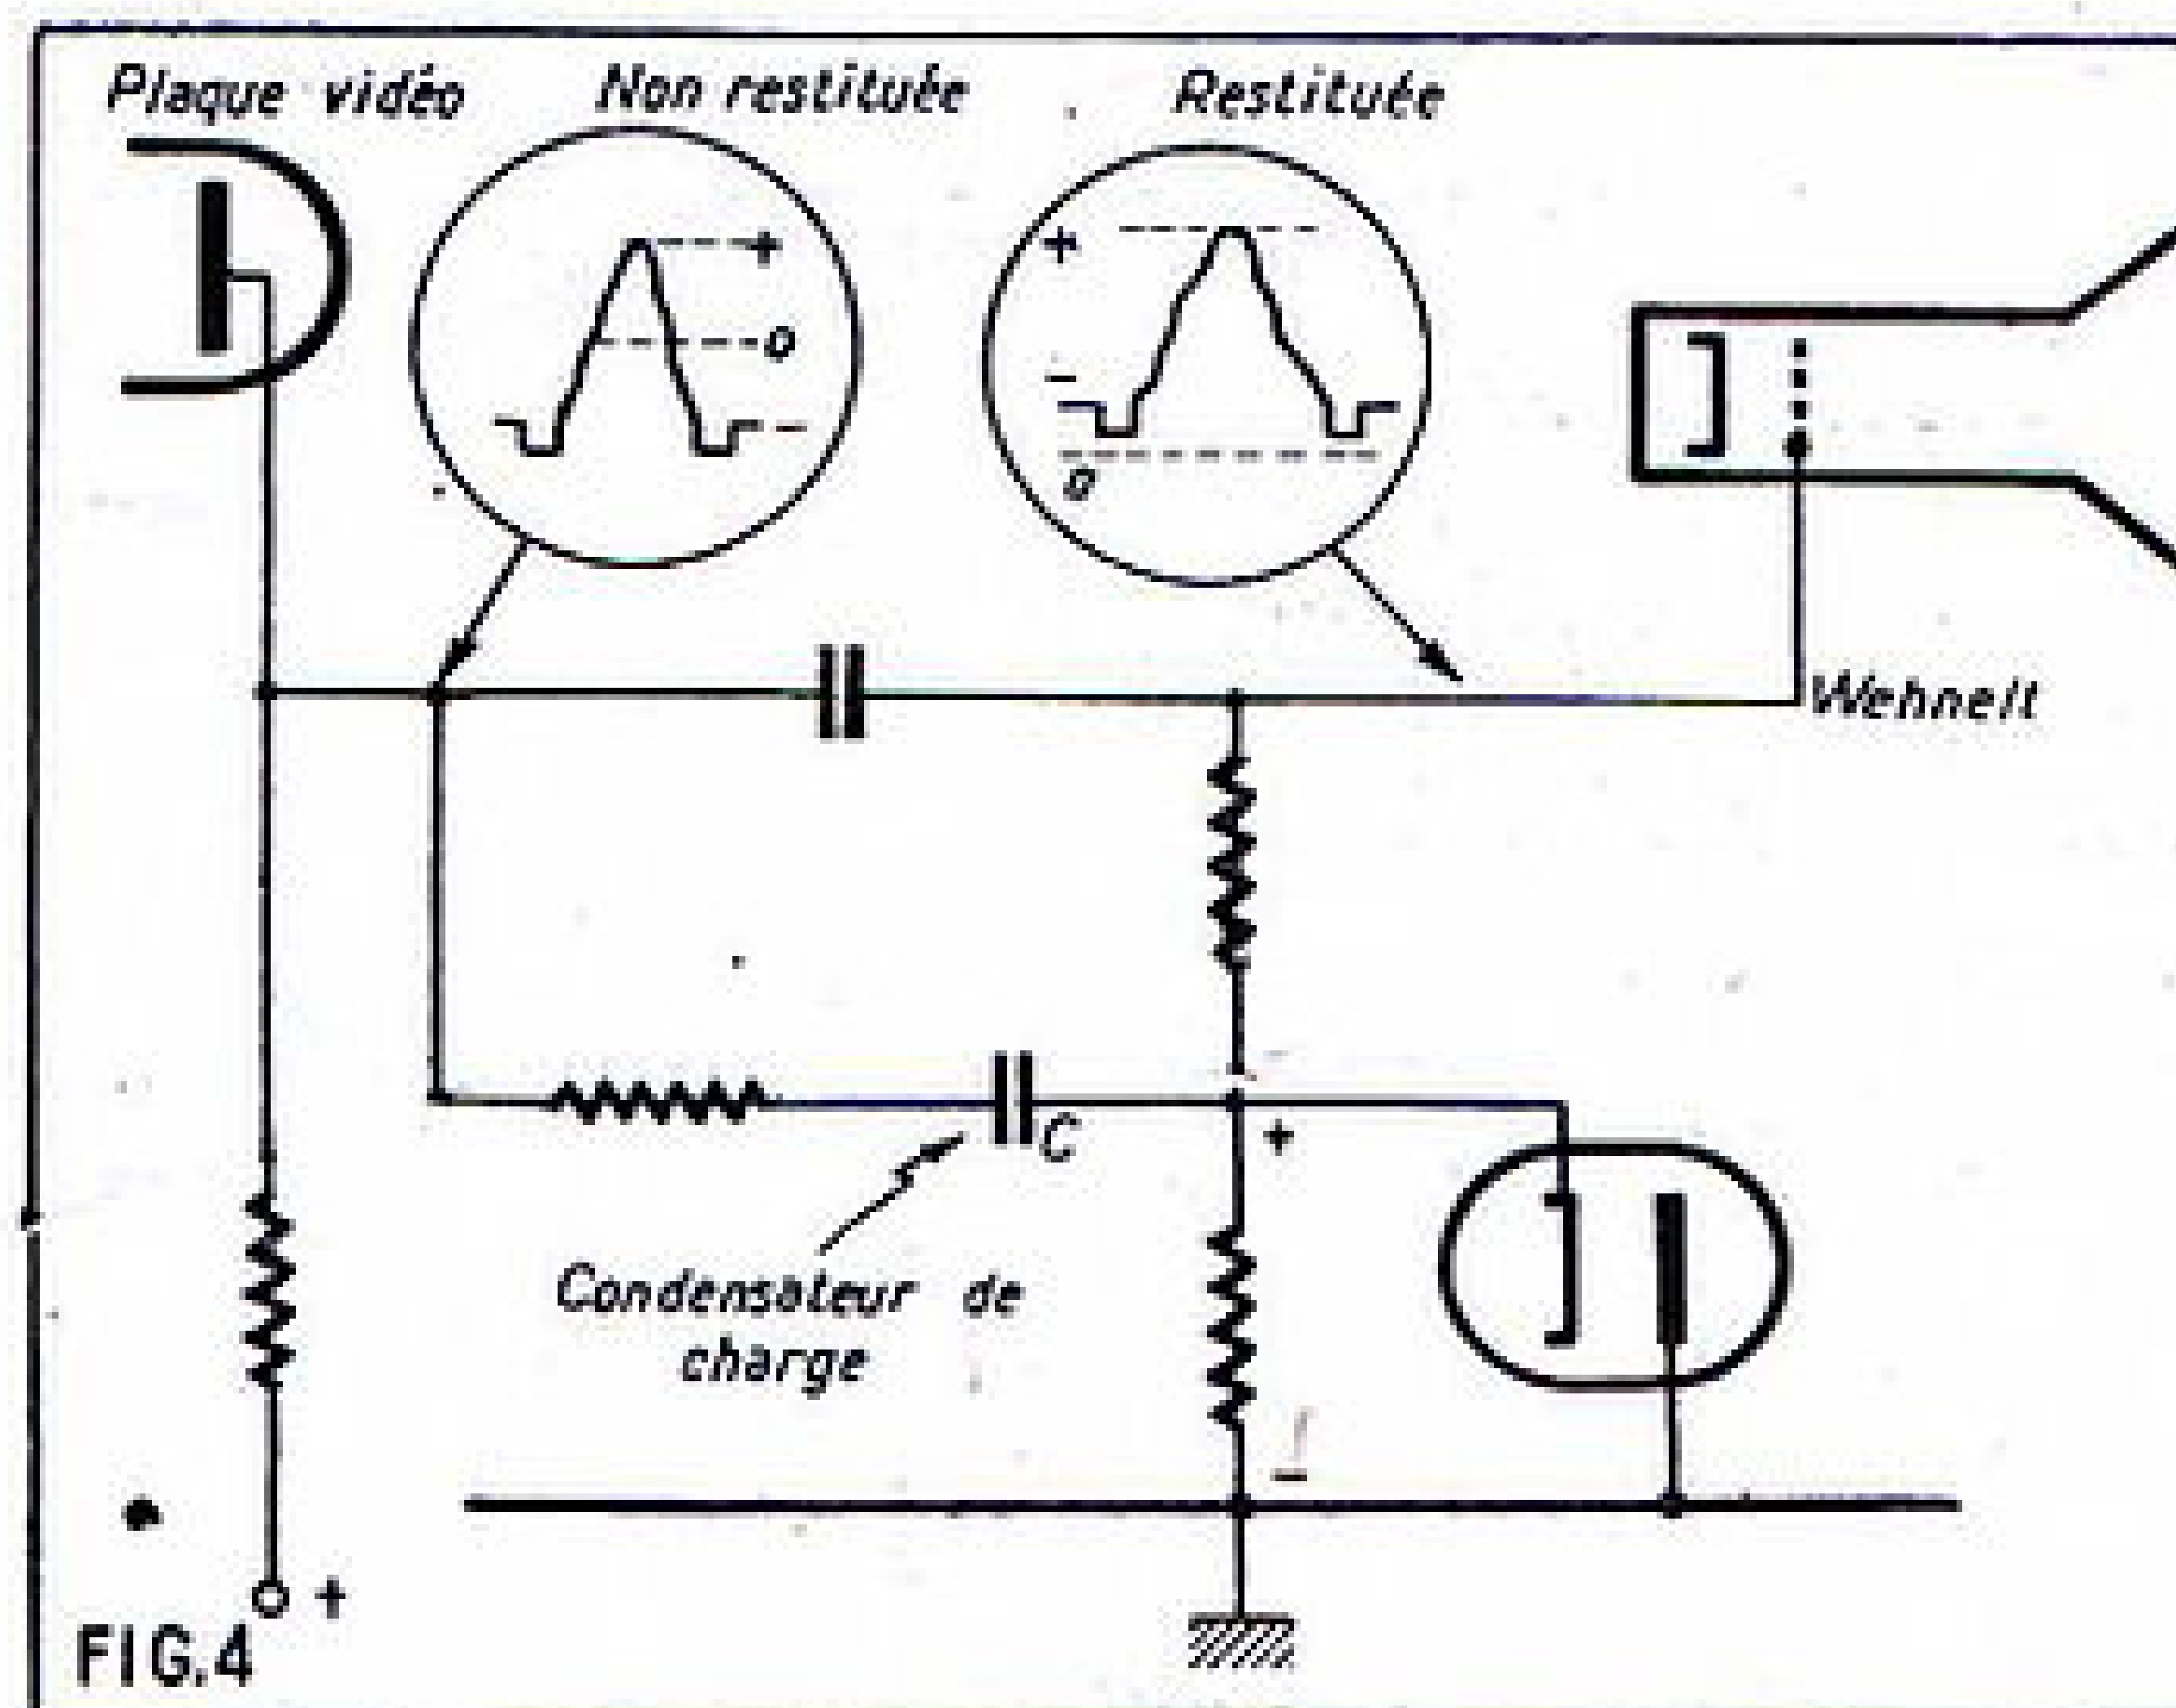 Plaque vidéo
Non restituée
Restituée
+
o
-
+
-
o
Wehnelt
C
+
Condensateur de
charge
-
+
FIG.4